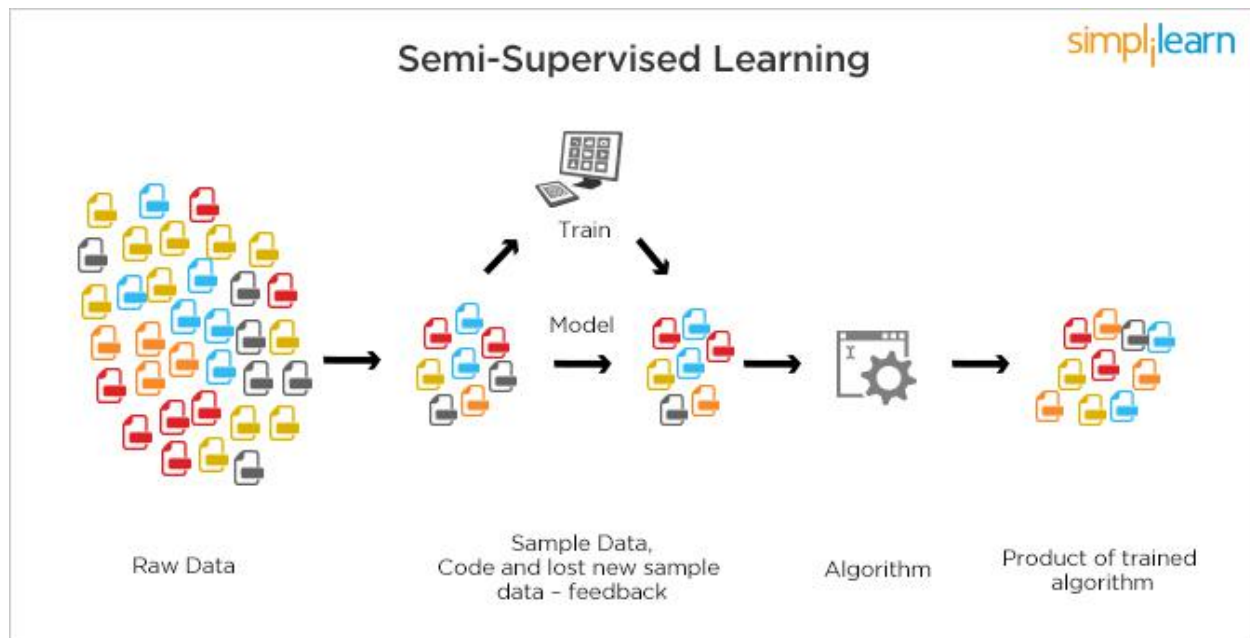 Semi-Supervised Learning
simplilearn
Train
Model
Raw Data
Sample Data,
Code and lost new sample
data – feedback
Algorithm
Product of trained
algorithm